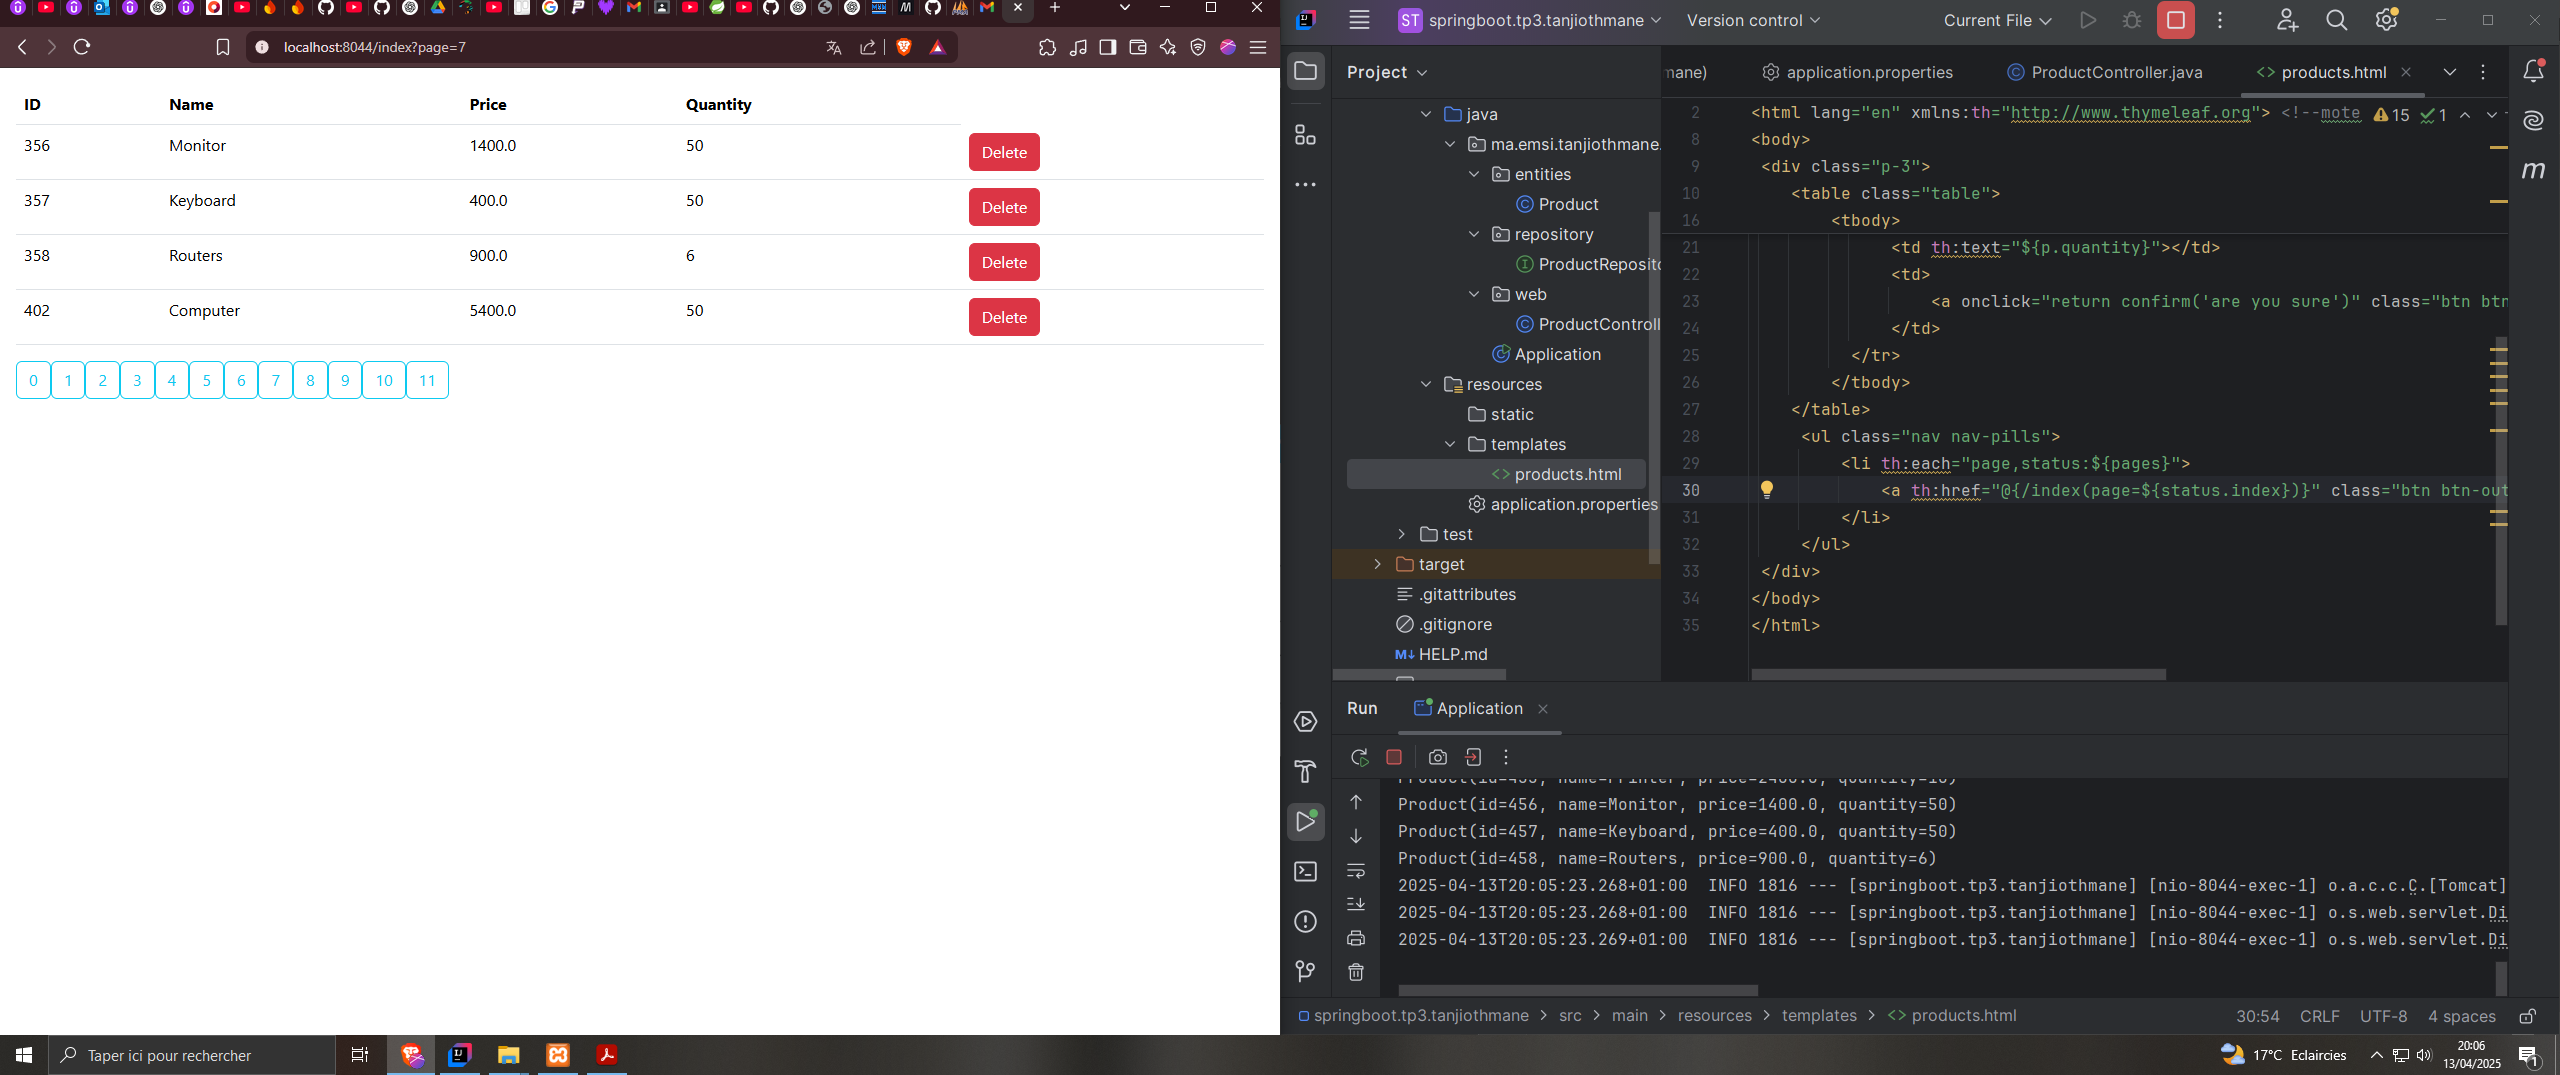 localhost:8044/index?page=7
ID Name Price Quantity
356 Monitor 1400.0 50 Delete
357 Keyboard 400.0 50 Delete
358 Routers 900.0 6 Delete
402 Computer 5400.0 50 Delete
0 1 2 3 4 5 6 7 8 9 10 11
ST springboot.tp3.tanjiothmane Version control Current File
Project
java
ma.emsi.tanjiothmane.
entities
Product
repository
ProductReposito
web
ProductControll
Application
resources
static
templates
products.html
application.properties
test
target
.gitattributes
.gitignore
HELP.md
mane) application.properties ProductController.java products.html
2 <html lang="en" xmlns:th="http://www.thymeleaf.org"> <!--mote 15 1
8 <body>
9 <div class="p-3">
10 <table class="table">
16 <tbody>
21 <td th:text="${p.quantity}"></td>
22 <td>
23 <a onclick="return confirm('are you sure')" class="btn btn
24 </td>
25 </tr>
26 </tbody>
27 </table>
28 <ul class="nav nav-pills">
29 <li th:each="page,status:${pages}">
30 <a th:href="@{/index(page=${status.index})}" class="btn btn-out
31 </li>
32 </ul>
33 </div>
34 </body>
35 </html>
Run Application
Product(id=456, name=Monitor, price=1400.0, quantity=50)
Product(id=457, name=Keyboard, price=400.0, quantity=50)
Product(id=458, name=Routers, price=900.0, quantity=6)
2025-04-13T20:05:23.268+01:00 INFO 1816 --- [springboot.tp3.tanjiothmane] [nio-8044-exec-1] o.a.c.c.C.[Tomcat]
2025-04-13T20:05:23.268+01:00 INFO 1816 --- [springboot.tp3.tanjiothmane] [nio-8044-exec-1] o.s.web.servlet.Di
2025-04-13T20:05:23.269+01:00 INFO 1816 --- [springboot.tp3.tanjiothmane] [nio-8044-exec-1] o.s.web.servlet.Di
springboot.tp3.tanjiothmane > src > main > resources > templates > products.html
30:54 CRLF UTF-8 4 spaces
Taper ici pour rechercher
17°C Eclaircies
20:06
13/04/2025
1